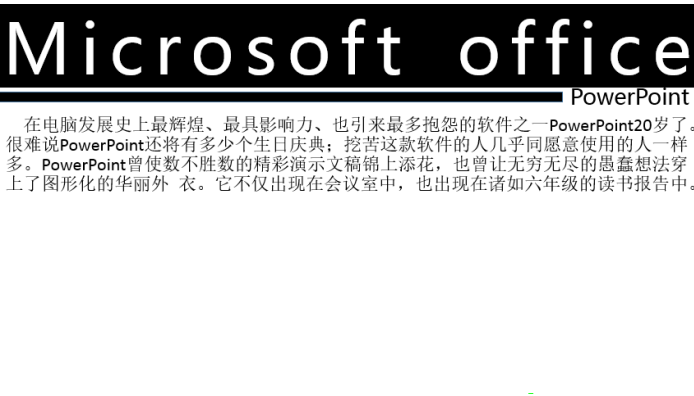 Microsoft office
PowerPoint
在电脑发展史上最辉煌、最具影响力、也引来最多抱怨的软件之一PowerPoint20岁了。
很难说PowerPoint还将有多少个生日庆典；挖苦这款软件的人几乎同愿意使用的人一样
多。PowerPoint曾使数不胜数的精彩演示文稿锦上添花，也曾让无穷无尽的愚蠢想法穿
上了图形化的华丽外 衣。它不仅出现在会议室中，也出现在诸如六年级的读书报告中。